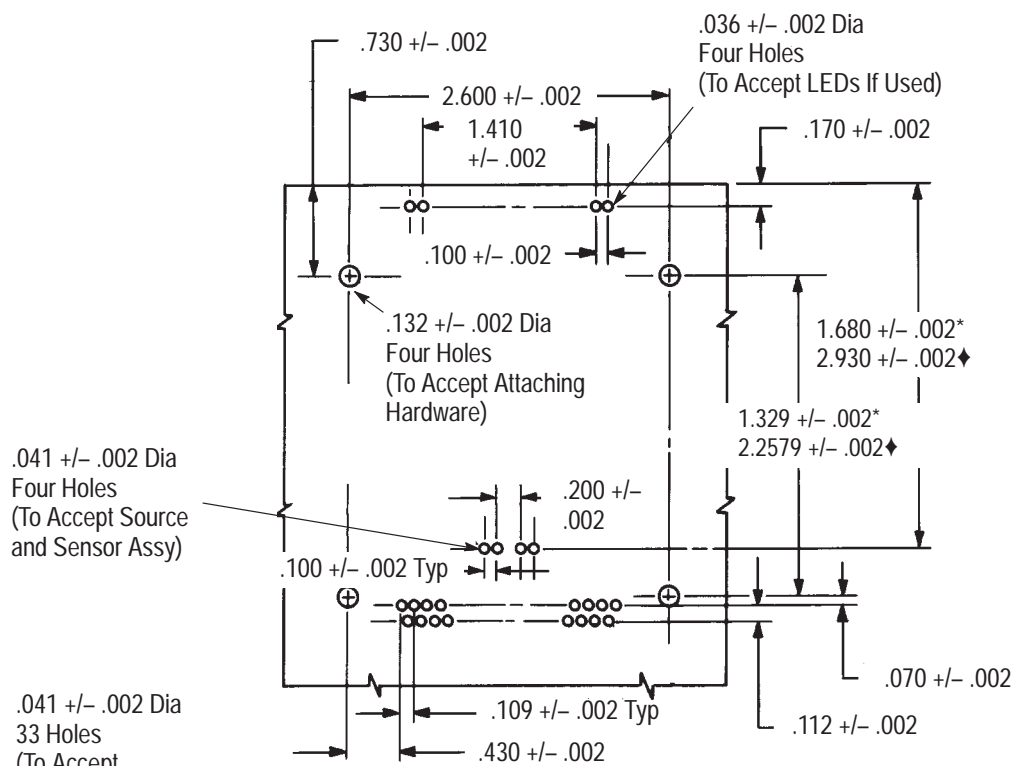 .730 +/– .002
.036 +/– .002 Dia
Four Holes
(To Accept LEDs If Used)
2.600 +/– .002
1.410
+/– .002
.170 +/– .002
.100 +/– .002
.132 +/– .002 Dia
Four Holes
(To Accept Attaching
Hardware)
1.680 +/– .002*
2.930 +/– .002♦
1.329 +/– .002*
2.2579 +/– .002♦
.041 +/– .002 Dia
Four Holes
(To Accept Source
and Sensor Assy)
.200 +/–
.002
.100 +/– .002 Typ
.070 +/– .002
.041 +/– .002 Dia
33 Holes
(To Accept
.109 +/– .002 Typ
.112 +/– .002
.430 +/– .002